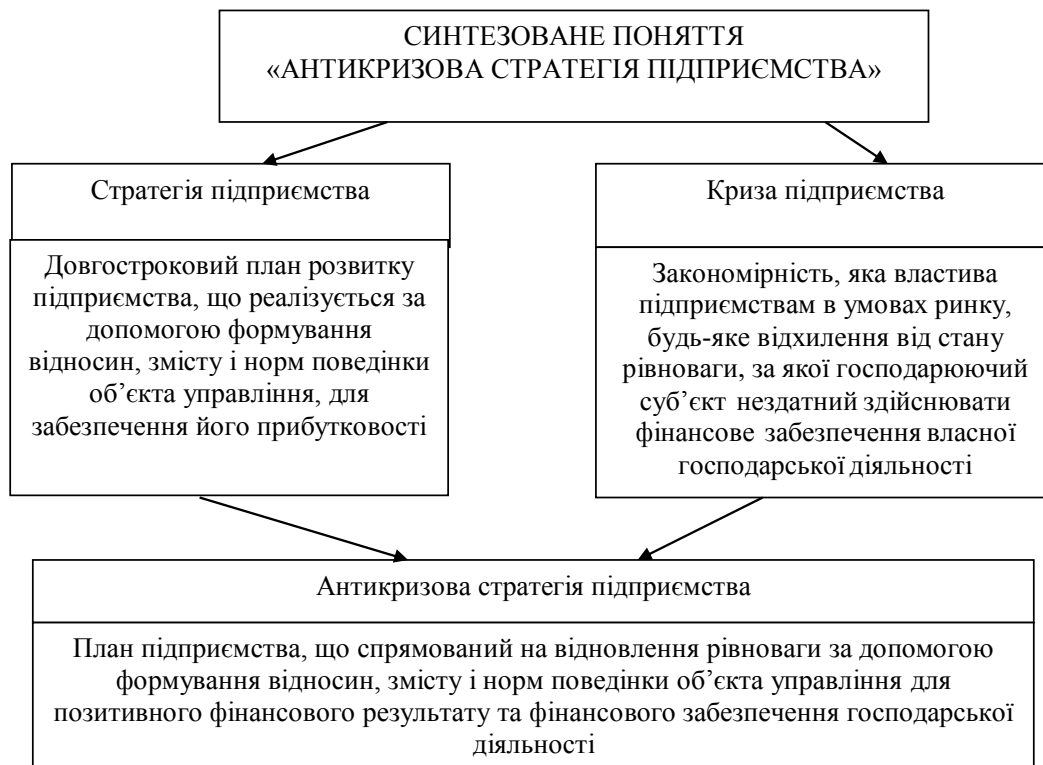 СИНТЕЗОВАНЕ ПОНЯТТЯ
«АНТИКРИЗОВА СТРАТЕГІЯ ПІДПРИЄМСТВА»
Стратегія підприємства
Довгостроковий план розвитку
підприємства, що реалізується за
допомогою формування
відносин, змісту і норм поведінки
об’єкта управління, для
забезпечення його прибутковості
Криза підприємства
Закономірність, яка властива
підприємствам в умовах ринку,
будь-яке відхилення від стану
рівноваги, за якої господарюючий
суб’єкт нездатний здійснювати
фінансове забезпечення власної
господарської діяльності
Антикризова стратегія підприємства
План підприємства, що спрямований на відновлення рівноваги за допомогою
формування відносин, змісту і норм поведінки об’єкта управління для
позитивного фінансового результату та фінансового забезпечення господарської
діяльності